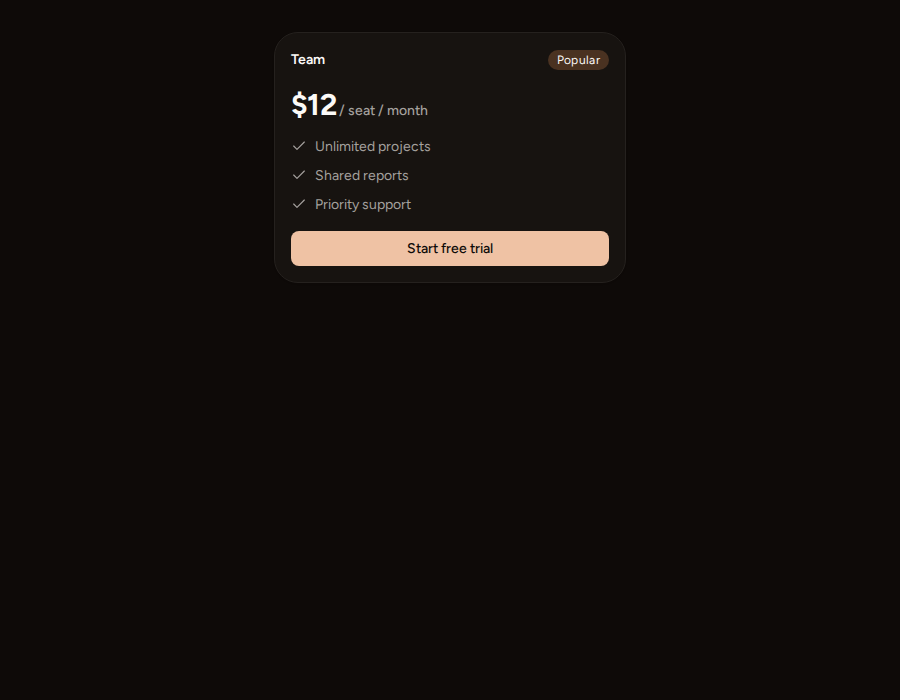 Team
Popular
$12 / seat / month
Unlimited projects
Shared reports
Priority support
Start free trial